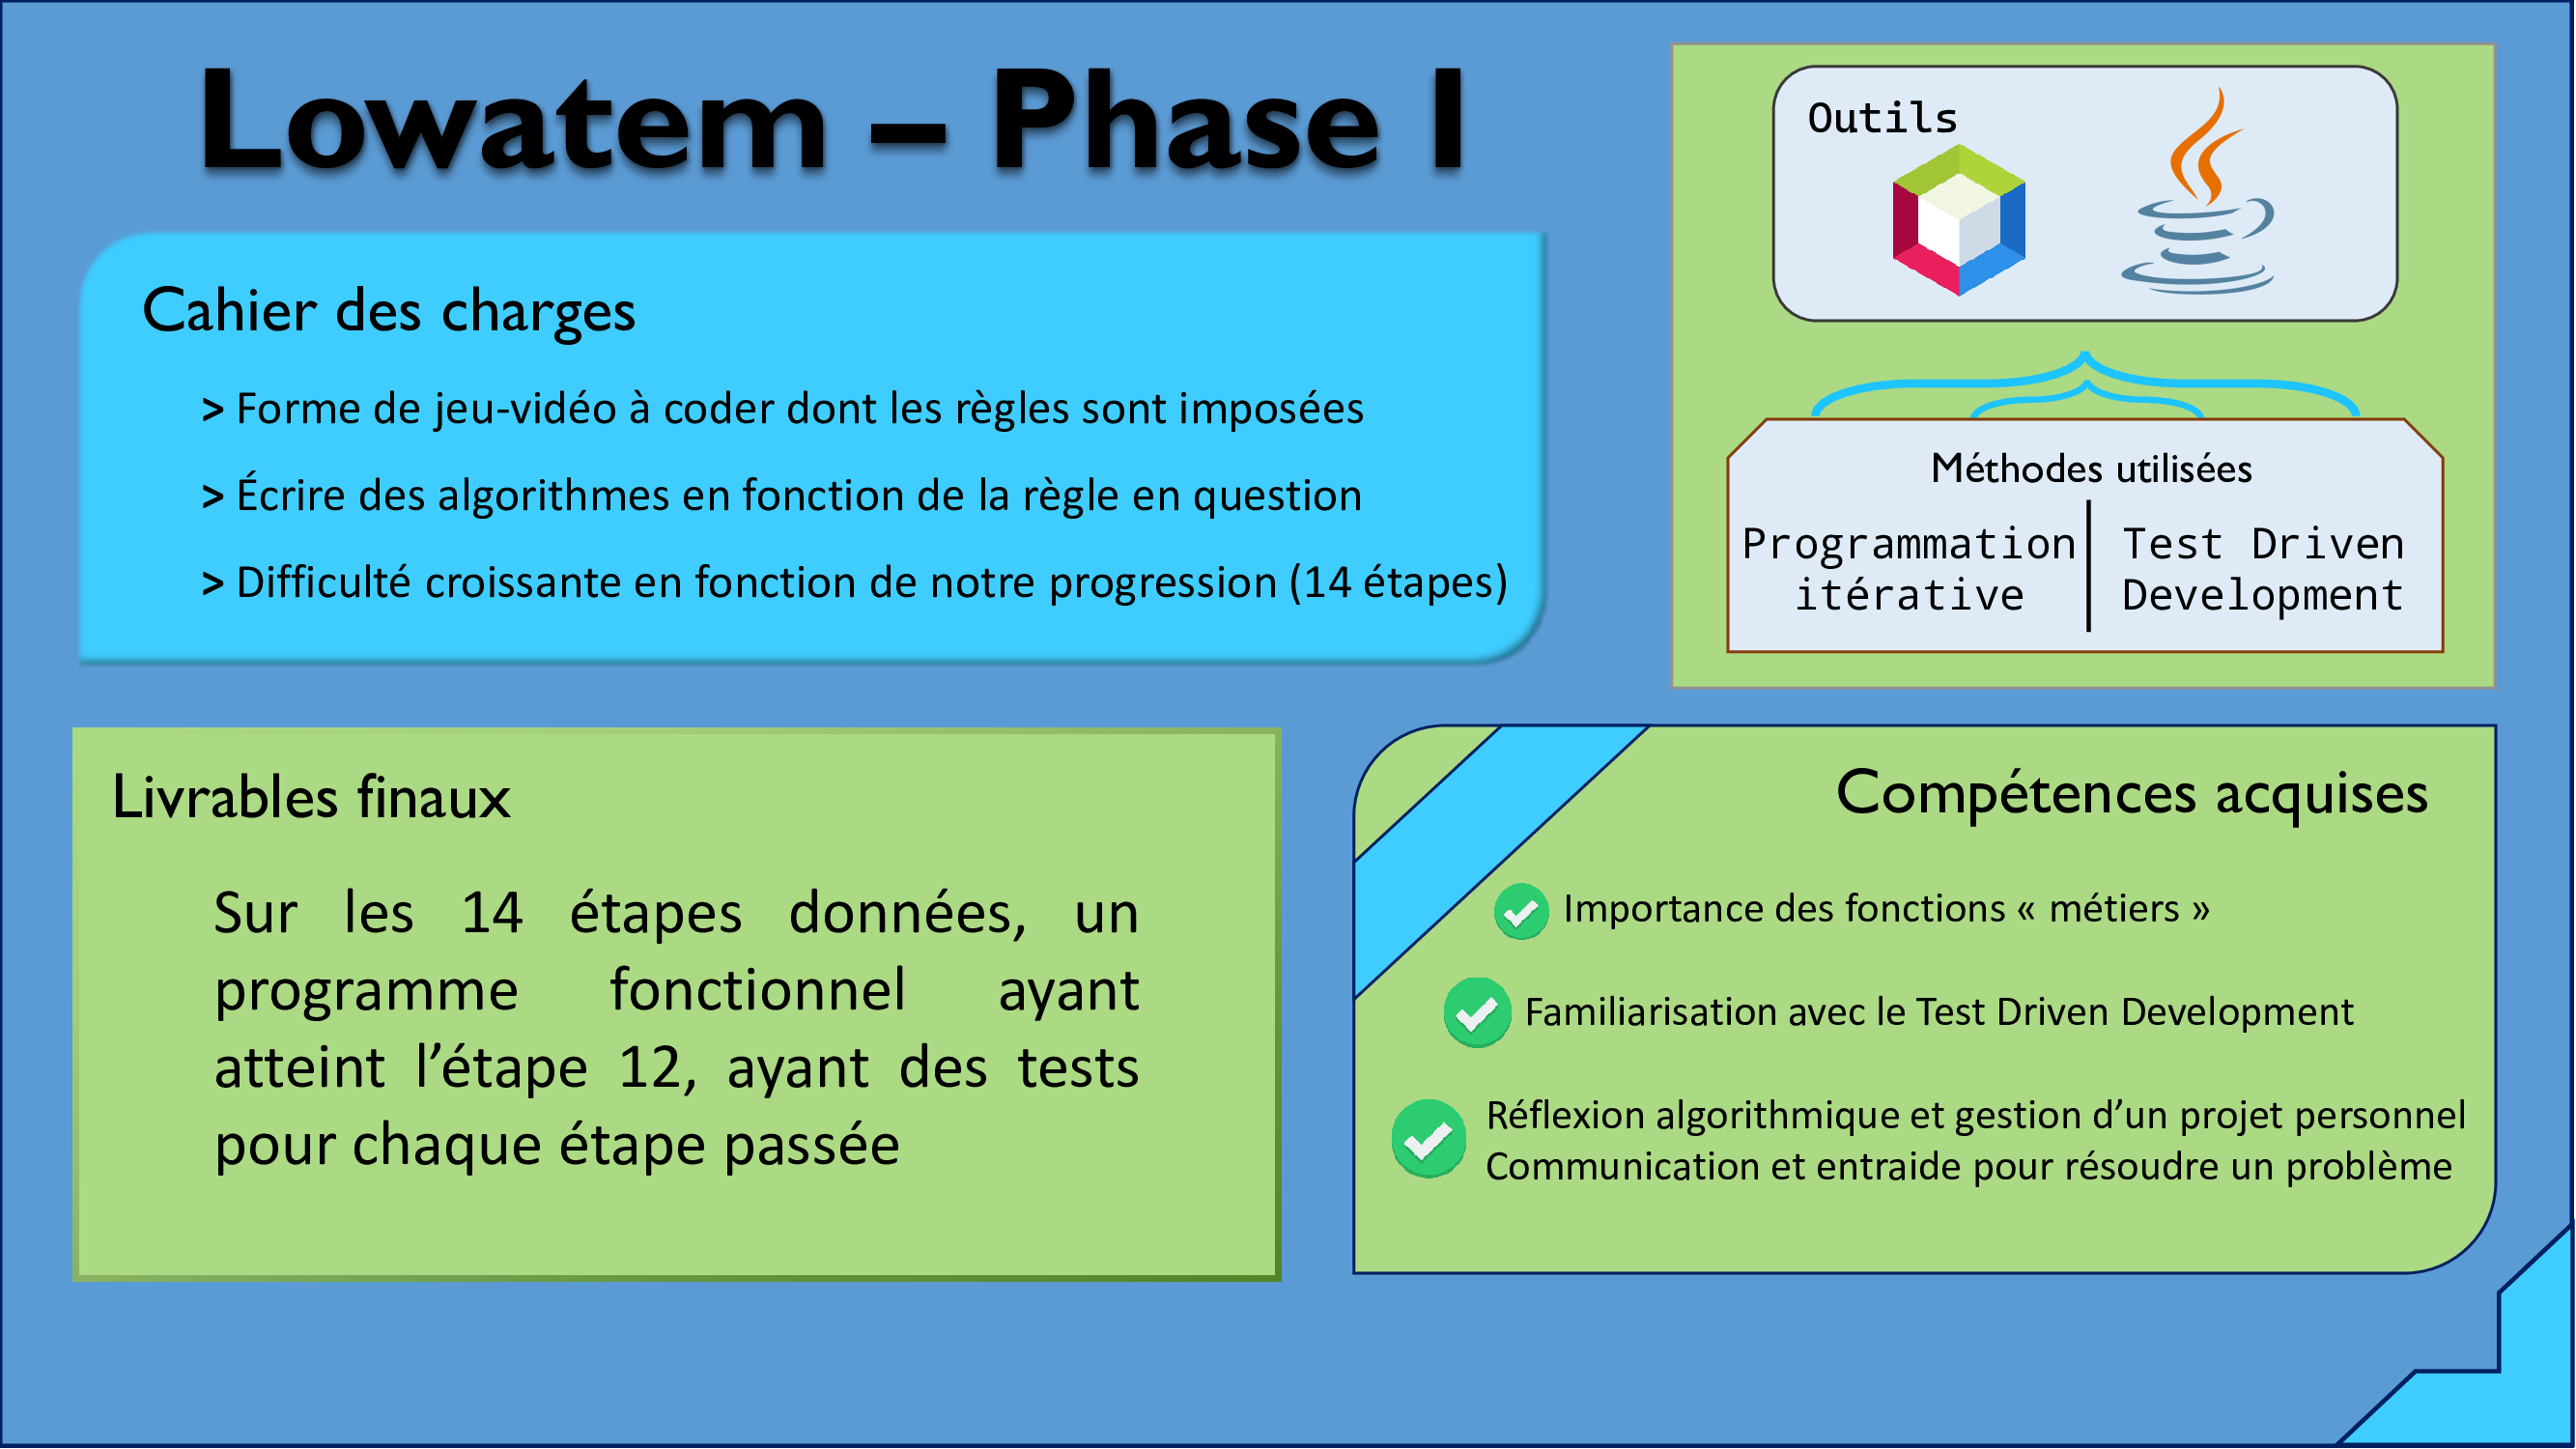 Lowatem – Phase 1
Cahier des charges
> Forme de jeu-vidéo à coder dont les règles sont imposées
> Écrire des algorithmes en fonction de la règle en question
> Difficulté croissante en fonction de notre progression (14 étapes)
Outils
Méthodes utilisées
Programmation
itérative
Test Driven
Development
Livrables finaux
Sur les 14 étapes données, un
programme fonctionnel ayant
atteint l’étape 12, ayant des tests
pour chaque étape passée
Compétences acquises
Importance des fonctions « métiers »
Familiarisation avec le Test Driven Development
Réflexion algorithmique et gestion d’un projet personnel
Communication et entraide pour résoudre un problème